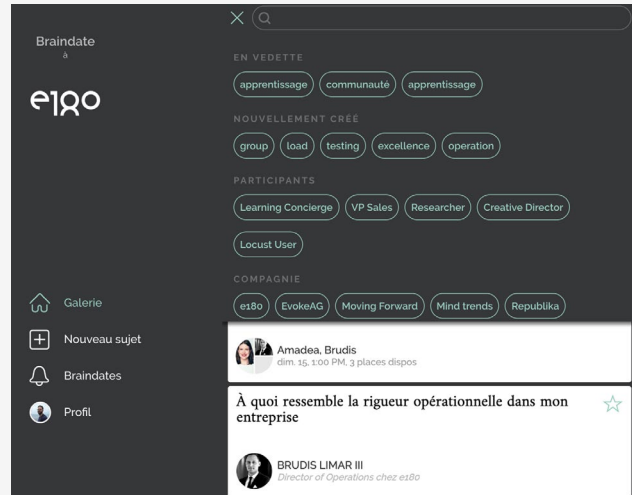 Braindate
à
e180
EN VEDETTE
apprentissage communauté apprentissage
NOUVELLEMENT CRÉÉ
group load testing excellence operation
PARTICIPANTS
Learning Concierge VP Sales Researcher Creative Director
Locust User
COMPAGNIE
e180 EvokeAG Moving Forward Mind trends Republika
Galerie
Nouveau sujet
Braindates
Profil
Amadea, Brudis
dim. 15, 1:00 PM, 3 places dispos
À quoi ressemble la rigueur opérationnelle dans mon
entreprise
BRUDIS LIMAR III
Director of Operations chez e180